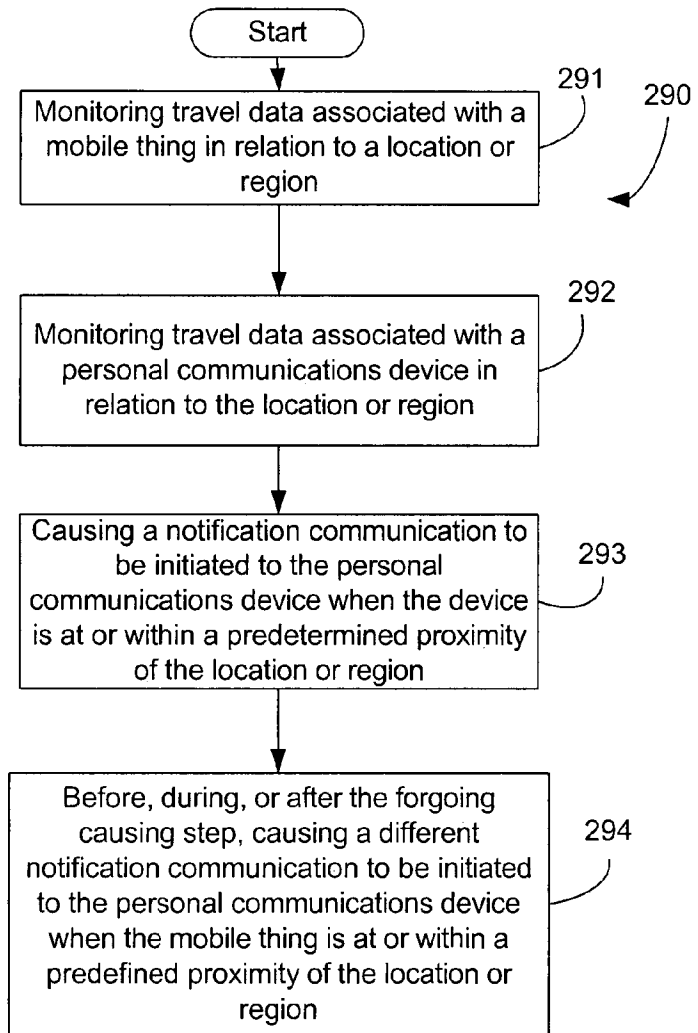 Start
291
290
Monitoring travel data associated with a
mobile thing in relation to a location or
region
292
Monitoring travel data associated with a
personal communications device in
relation to the location or region
293
Causing a notification communication to
be initiated to the personal
communications device when the device
is at or within a predetermined proximity
of the location or region
294
Before, during, or after the forgoing
causing step, causing a different
notification communication to be initiated
to the personal communications device
when the mobile thing is at or within a
predefined proximity of the location or
region